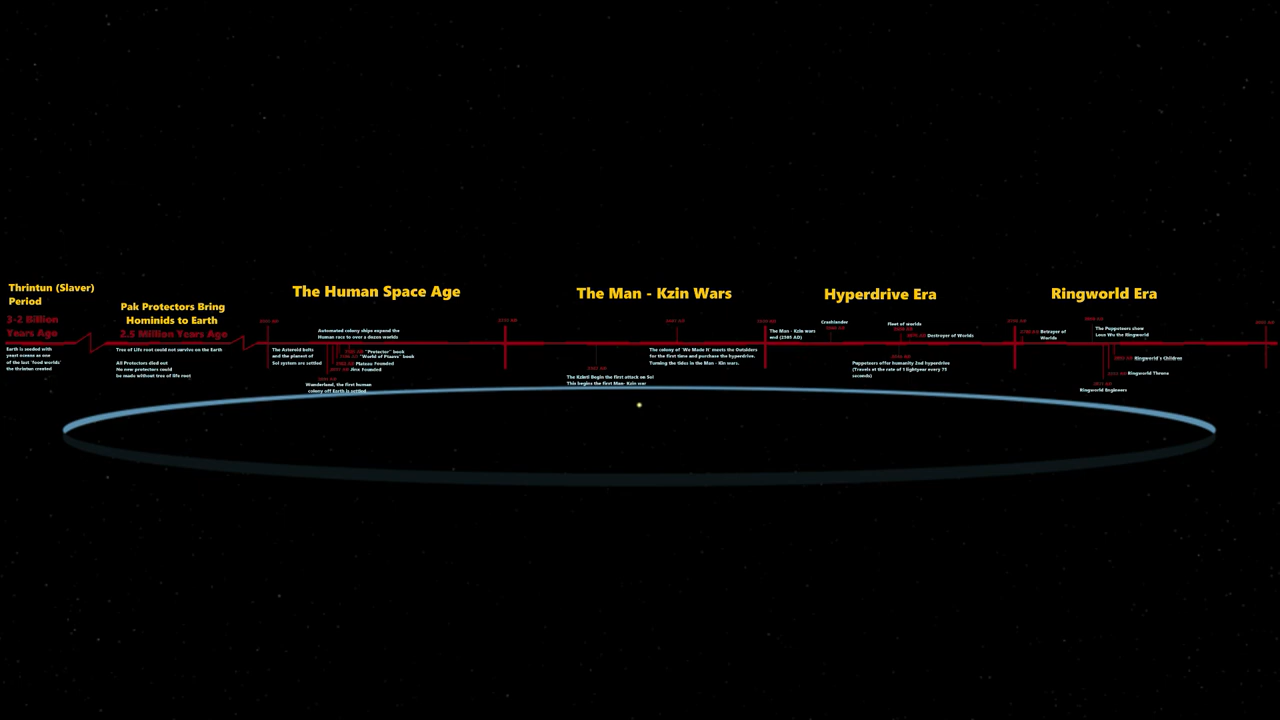 Thrintun (Slaver)
Period
3-2 Billion
Years Ago
Earth is seeded with
yeast oceans as one
of the last 'food worlds'
the thrintun created
Pak Protectors Bring
Hominids to Earth
2.5 Million Years Ago
Tree of Life root could not survive on the Earth
All Protectors died out
No new protectors could
be made without tree of life root
The Human Space Age
Automated colony ships expend the
Human race to over a dozen worlds
The Asteroid belts
and the planest of
Sol system are settled
"Protector" book
"World of Ptavvs" book
Plateau Founded
Jinx Founded
Wunderland, the first human
colony off Earth is settled
The Man - Kzin Wars
The Kzinti Begin the first attack on Sol
This begins the first Man- Kzin war
The colony of 'We Made It' meets the Outsiders
for the first time and purchase the hyperdrive.
Turning the tides in the Man - Kin wars.
The Man - Kzin wars
end (2581 AD)
Hyperdrive Era
Crashlander
Fleet of worlds
Destroyer of Worlds
Puppeteers offer humanity 2nd hyperdrive
(Travels at the rate of 1 lightyear every 75
seconds)
Ringworld Era
Betrayer of
Worlds
The Puppeteers show
Lous Wu the Ringworld
Ringworld's Children
Ringworld Throne
Ringworld Engineers